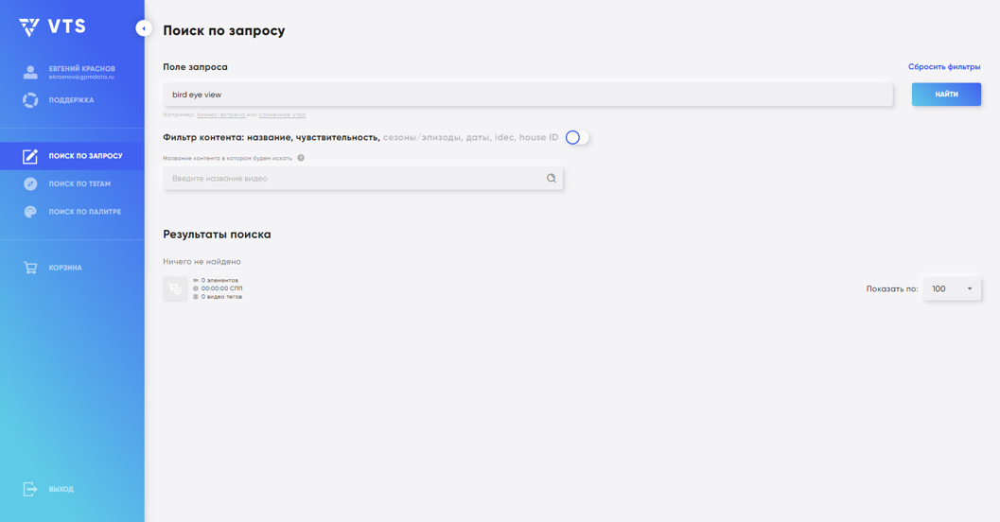 VTS
Поиск по запросу
ЕВГЕНИЙ КРАСНОВ
ekrasnov@gpmdata.ru
ПОДДЕРЖКА
ПОИСК ПО ЗАПРОСУ
ПОИСК ПО ТЕГАМ
ПОИСК ПО ПАЛИТРЕ
КОРЗИНА
ВЫХОД
Поле запроса
Сбросить фильтры
bird eye view
НАЙТИ
Например: бизнес-встреча или солнечное утро
Фильтр контента: название, чувствительность, сезоны/эпизоды, даты, idec, house ID
Название контента в котором будем искать ?
Введите название видео
Результаты поиска
Ничего не найдено
0 элементов
00:00:00 СПП
0 видео тегов
Показать по: 100